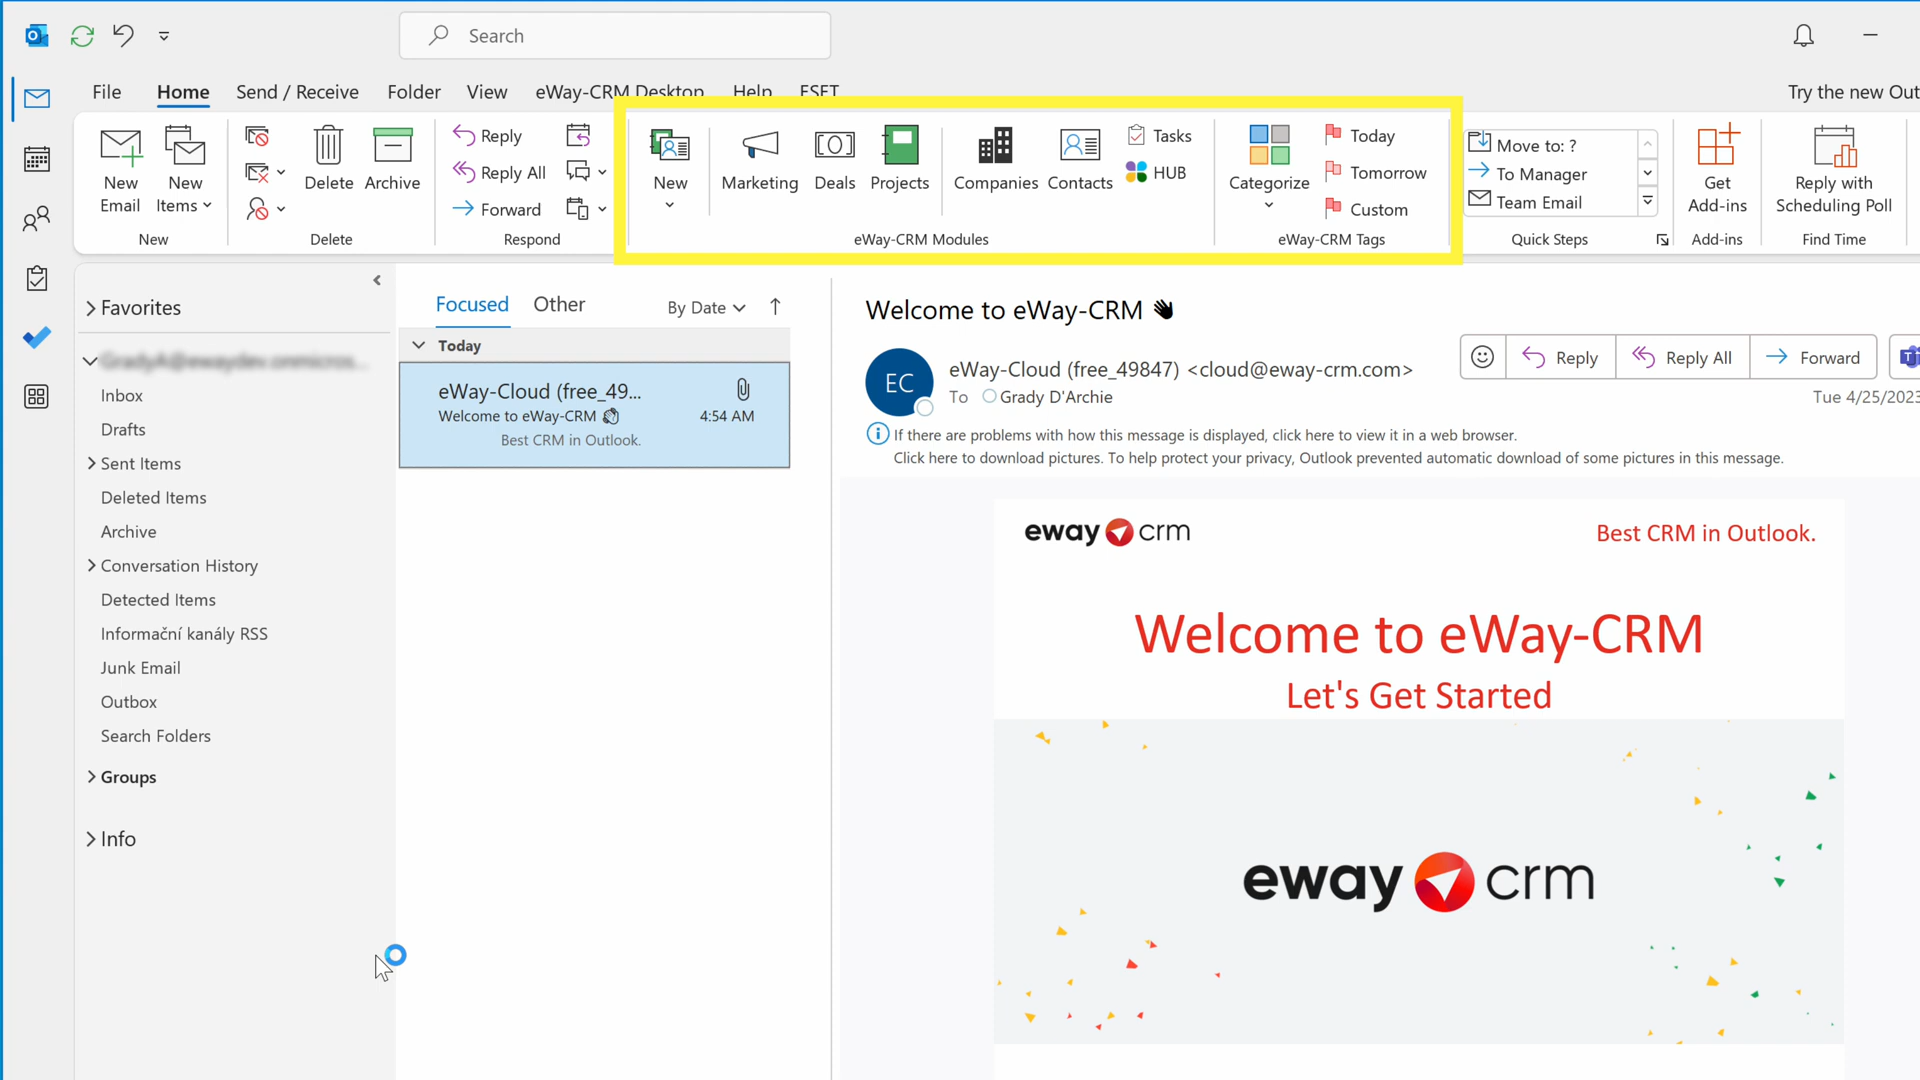 Search
File Home Send / Receive Folder View eWay-CRM Desktop Help ESET
Try the new Out
New Email
New Items
New
Delete
Archive
Delete
Reply
Reply All
Forward
Respond
New
Marketing
Deals
Projects
Companies
Contacts
Tasks
HUB
eWay-CRM Modules
Categorize
Today
Tomorrow
Custom
eWay-CRM Tags
Move to: ?
To Manager
Team Email
Quick Steps
Get Add-ins
Add-ins
Reply with Scheduling Poll
Find Time
Favorites
Inbox
Drafts
Sent Items
Deleted Items
Archive
Conversation History
Detected Items
Informační kanály RSS
Junk Email
Outbox
Search Folders
Groups
Info
Focused Other By Date
Today
eWay-Cloud (free_49...
Welcome to eWay-CRM 4:54 AM
Best CRM in Outlook.
Welcome to eWay-CRM
EC
eWay-Cloud (free_49847) <cloud@eway-crm.com>
To Grady D'Archie
Reply Reply All Forward
Tue 4/25/2023
If there are problems with how this message is displayed, click here to view it in a web browser.
Click here to download pictures. To help protect your privacy, Outlook prevented automatic download of some pictures in this message.
eway crm
Best CRM in Outlook.
Welcome to eWay-CRM
Let's Get Started
eway crm